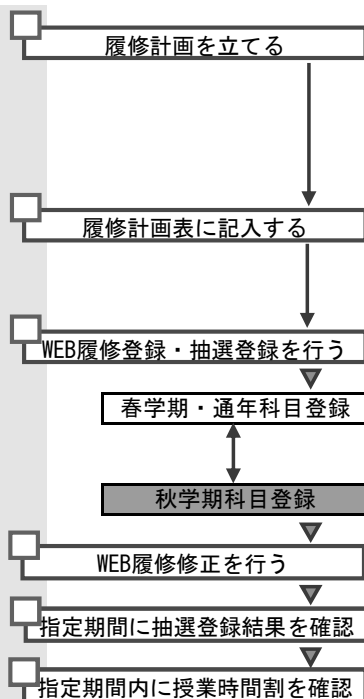 履修計画を立てる
履修計画表に記入する
WEB履修登録・抽選登録を行う
春学期・通年科目登録
秋学期科目登録
WEB履修修正を行う
指定期間に抽選登録結果を確認
指定期間内に授業時間割を確認